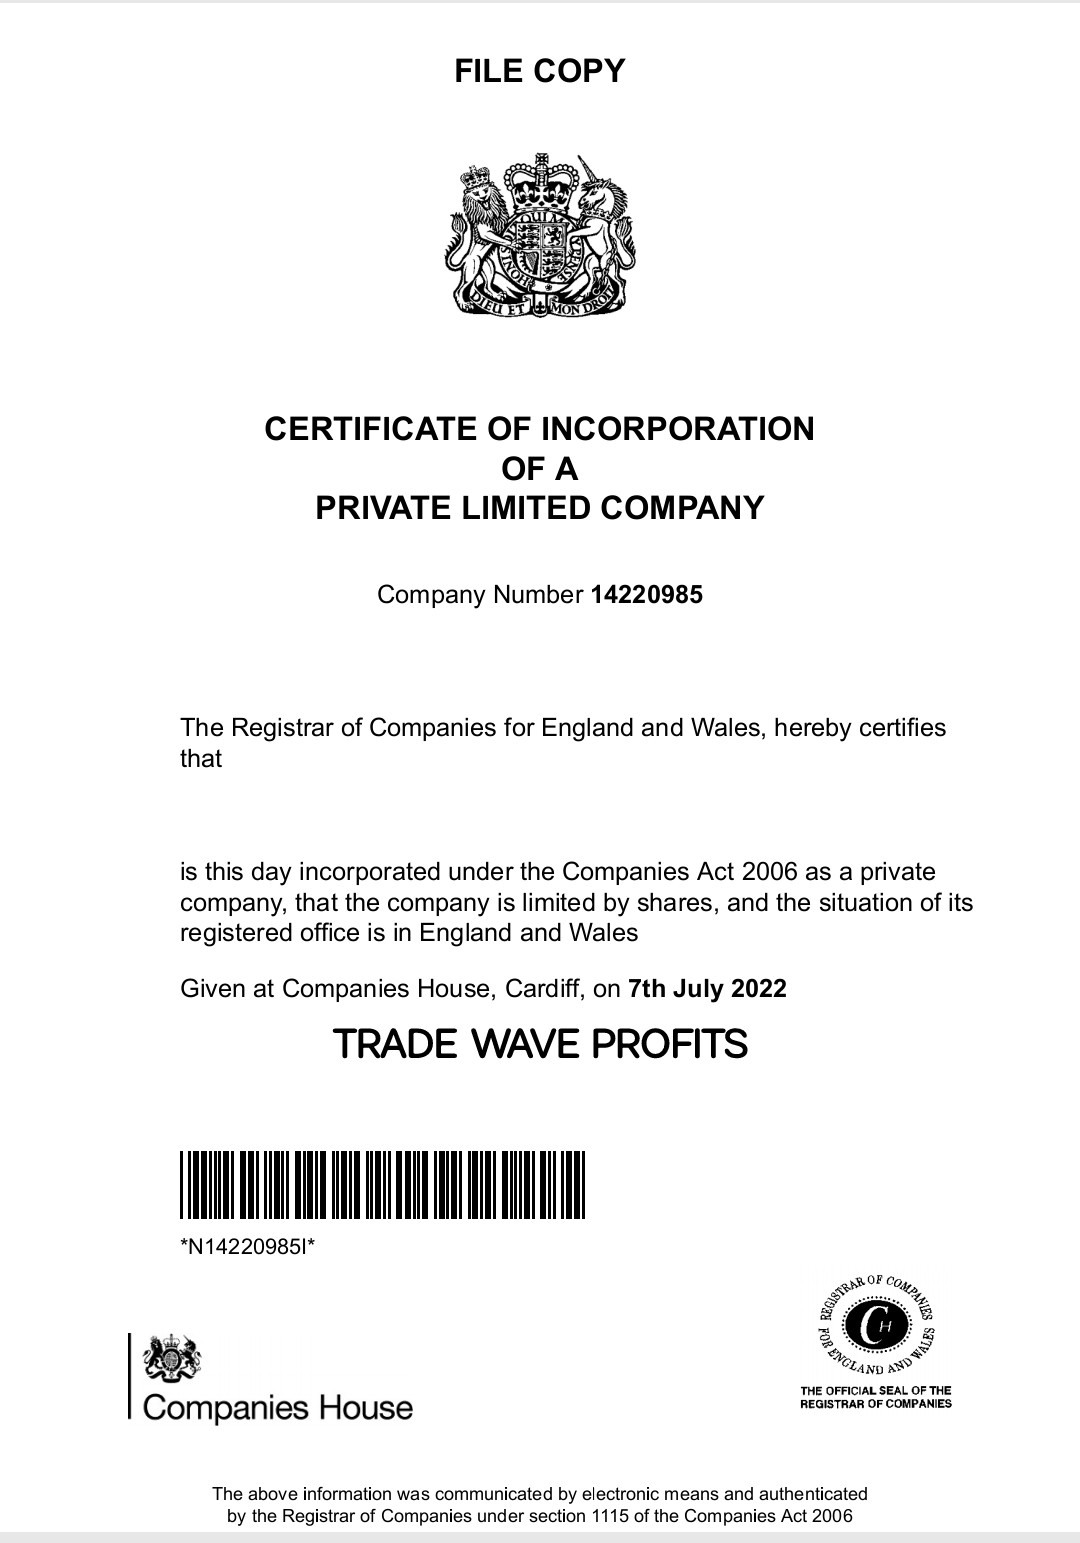 FILE COPY
DIEU ET MON DROIT
CERTIFICATE OF INCORPORATION
OF A
PRIVATE LIMITED COMPANY
Company Number 14220985
The Registrar of Companies for England and Wales, hereby certifies
that
is this day incorporated under the Companies Act 2006 as a private
company, that the company is limited by shares, and the situation of its
registered office is in England and Wales
Given at Companies House, Cardiff, on 7th July 2022
TRADE WAVE PROFITS
*N14220985I*
REGISTRAR OF COMPANIES
FOR ENGLAND AND WALES
CH
THE OFFICIAL SEAL OF THE
REGISTRAR OF COMPANIES
Companies House
The above information was communicated by electronic means and authenticated
by the Registrar of Companies under section 1115 of the Companies Act 2006